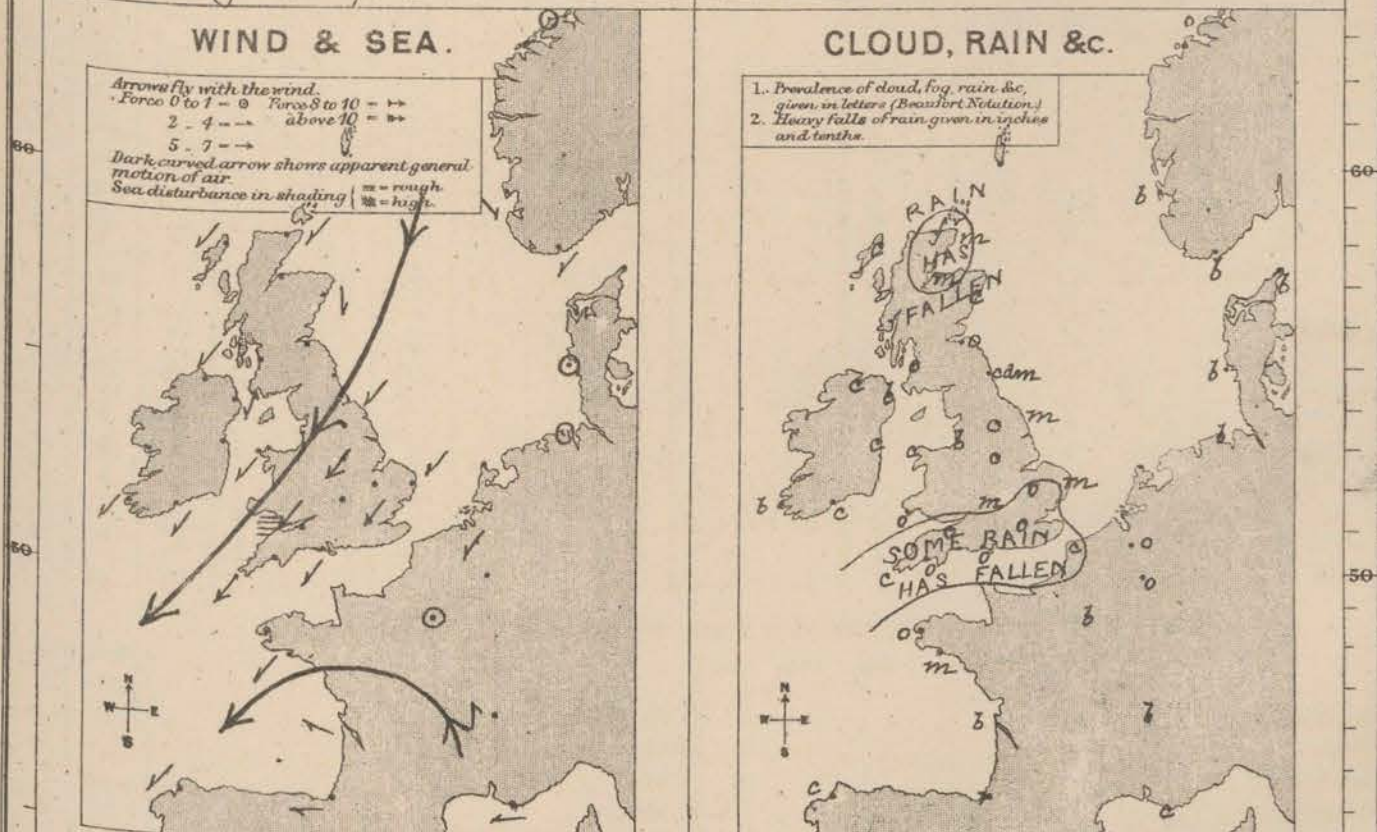 WIND & SEA.
Arrows fly with the wind.
Force 0 to 1 = ⊙ Force 8 to 10 =
2 - 4 = → above 10 =
5 - 7 = →
Dark curved arrow shows apparent general
motion of air.
Sea disturbance in shading { = rough
= high.
60
50
N
W E
S
CLOUD, RAIN &c.
1. Prevalence of cloud, fog, rain &c,
given in letters (Beaufort Notation.)
2. Heavy falls of rain given in inches
and tenths.
60
b
RAIN
c
m
HAS
b
m
b
FALLEN
c
o
o
cdm
b
c
b
m
o
c
b
b
o
o
o
m
b
m
c
o
o
SOME RAIN
c
o
o
c
o
HAS FALLEN
o
50
b
o
m
N
W E
S
b
b
c
c